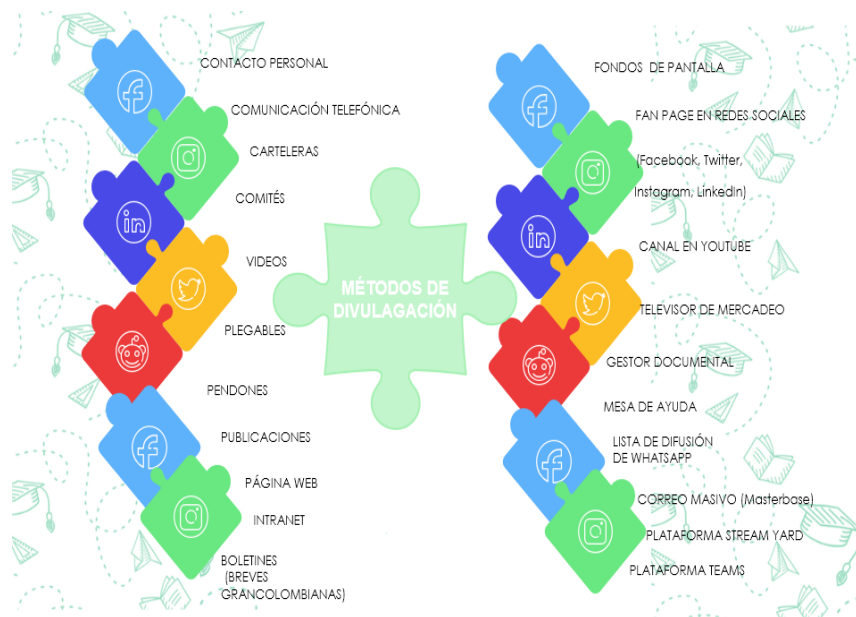 CONTACTO PERSONAL
COMUNICACIÓN TELEFÓNICA
CARTELERAS
COMITÉS
VIDEOS
PLEGABLES
PENDONES
PUBLICACIONES
PÁGINA WEB
INTRANET
BOLETINES
(BREVES
GRANCOLOMBIANAS)
MÉTODOS DE
DIVULAGACIÓN
FONDOS DE PANTALLA
FAN PAGE EN REDES SOCIALES
(Facebook, Twitter,
Instagram, LinkedIn)
CANAL EN YOUTUBE
TELEVISOR DE MERCADEO
GESTOR DOCUMENTAL
MESA DE AYUDA
LISTA DE DIFUSIÓN
DE WHATSAPP
CORREO MASIVO (Masterbase)
PLATAFORMA STREAM YARD
PLATAFORMA TEAMS